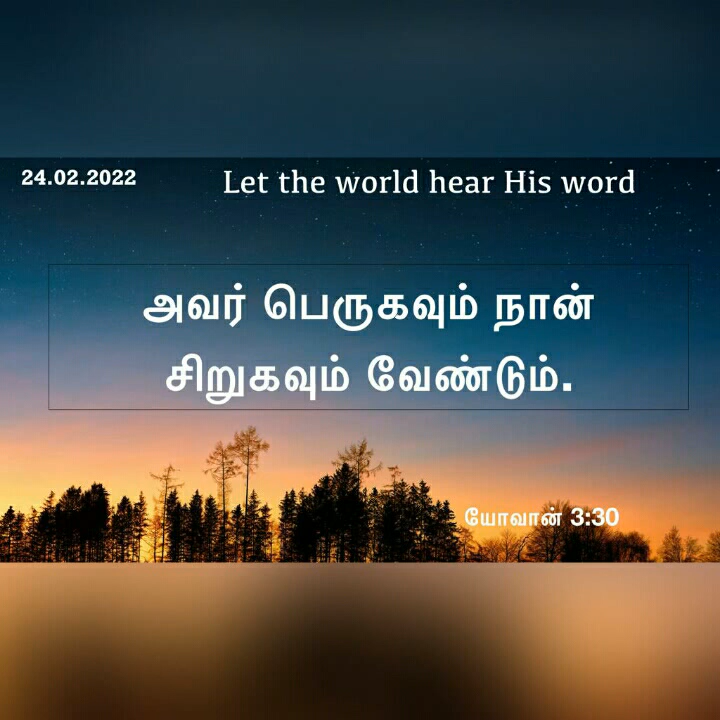 24.02.2022
Let the world hear His word
அவர் பெருகவும் நான்
சிறுகவும் வேண்டும்.
யோவான் 3:30